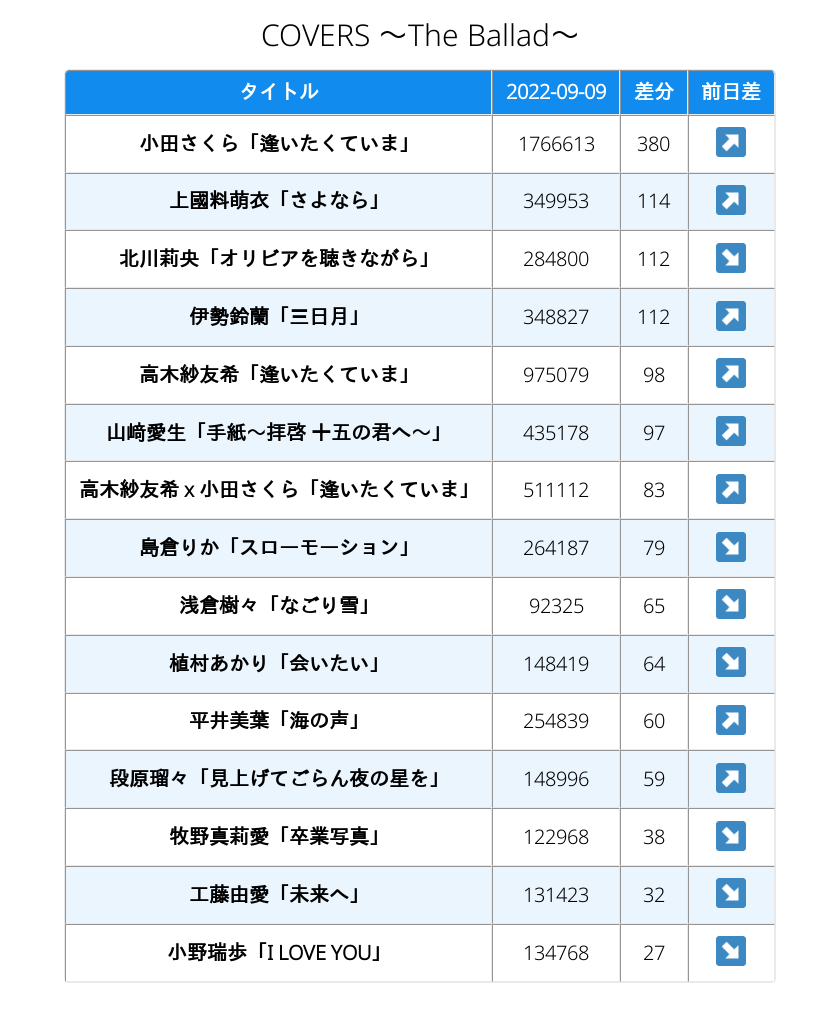 COVERS ～The Ballad～
タイトル 2022-09-09 差分 前日差
小田さくら「逢いたくていま」 1766613 380 ↗
上國料萌衣「さよなら」 349953 114 ↗
北川莉央「オリビアを聴きながら」 284800 112 ↘
伊勢鈴蘭「三日月」 348827 112 ↗
高木紗友希「逢いたくていま」 975079 98 ↗
山﨑愛生「手紙～拝啓 十五の君へ～」 435178 97 ↗
高木紗友希 x 小田さくら「逢いたくていま」 511112 83 ↗
島倉りか「スローモーション」 264187 79 ↘
浅倉樹々「なごり雪」 92325 65 ↘
植村あかり「会いたい」 148419 64 ↘
平井美葉「海の声」 254839 60 ↗
段原瑠々「見上げてごらん夜の星を」 148996 59 ↗
牧野真莉愛「卒業写真」 122968 38 ↘
工藤由愛「未来へ」 131423 32 ↘
小野瑞歩「I LOVE YOU」 134768 27 ↘